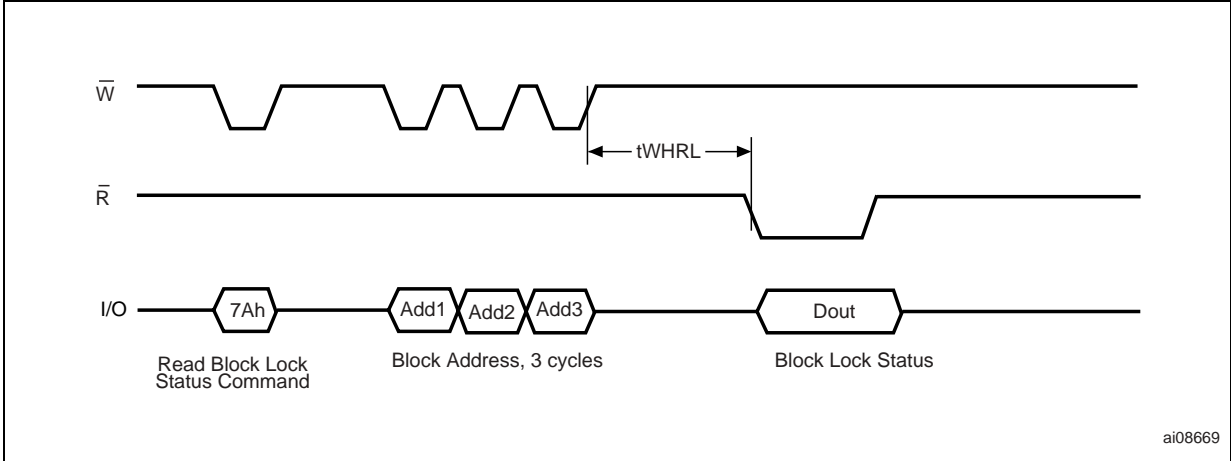 W̅
tWHRL
R̅
I/O
7Ah
Add1
Add2
Add3
Dout
Read Block Lock
Status Command
Block Address, 3 cycles
Block Lock Status
ai08669